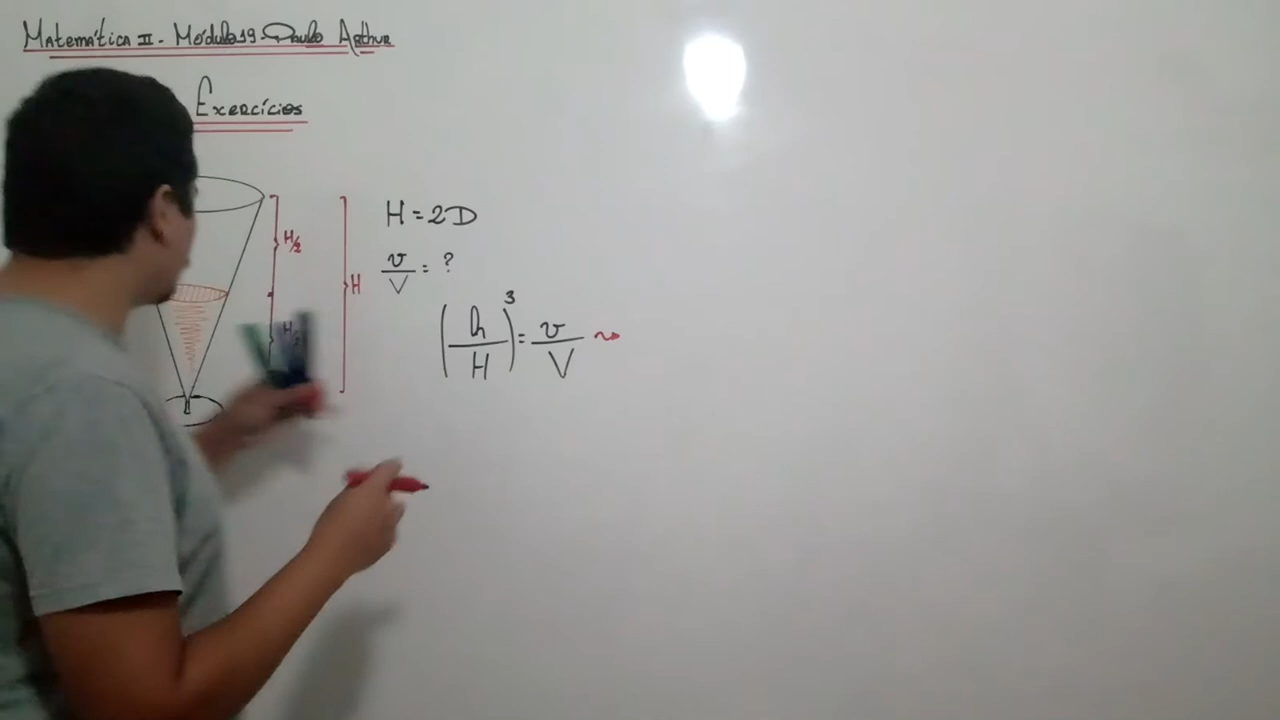 Matemática II - Módulo 19 - Paulo Arthur
Exercícios
H/2
H
H = 2D
v/V = ?
(h/H)³ = v/V ~